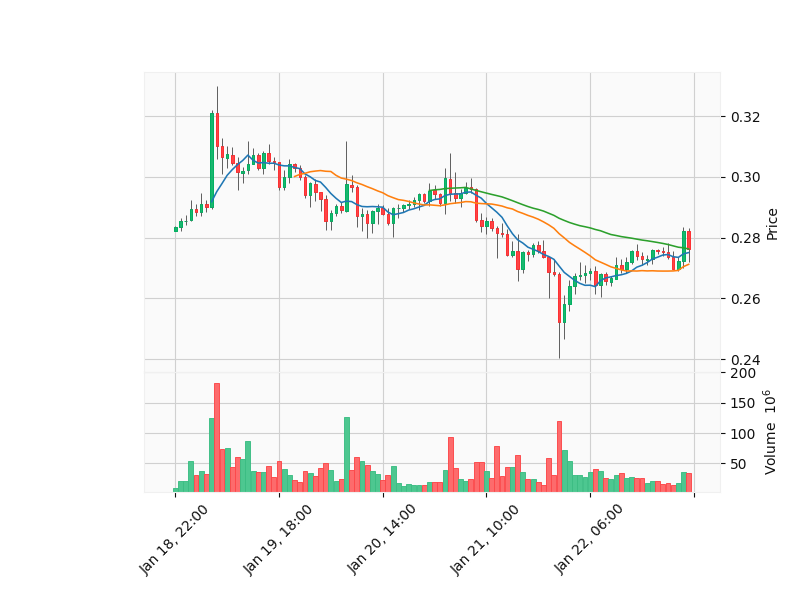 0.32
0.30
0.28
0.26
0.24
Price
200
150
100
50
Volume 10^6
Jan 18, 22:00
Jan 19, 18:00
Jan 20, 14:00
Jan 21, 10:00
Jan 22, 06:00